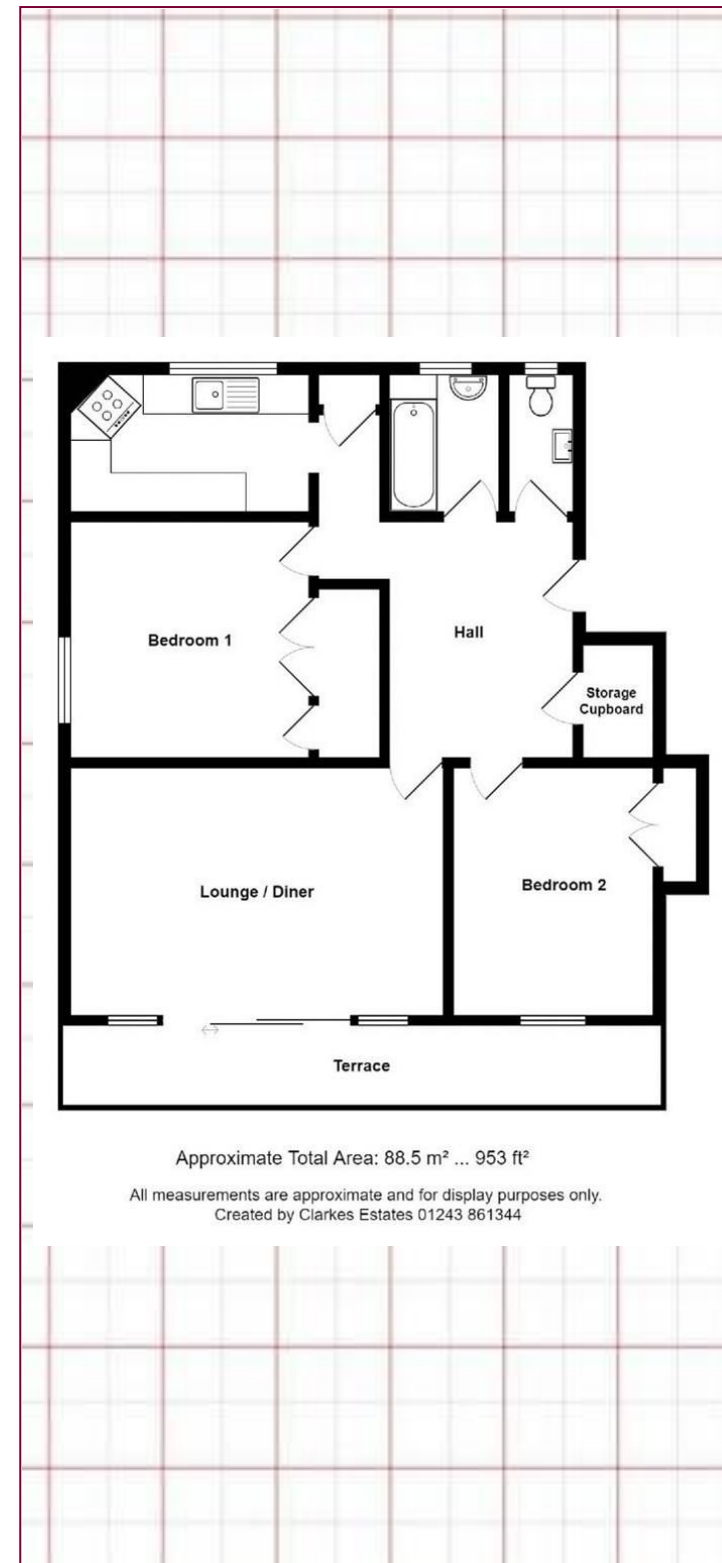 Bedroom 1
Hall
Storage
Cupboard
Lounge / Diner
Bedroom 2
Terrace
Approximate Total Area: 88.5 m² ... 953 ft²
All measurements are approximate and for display purposes only.
Created by Clarkes Estates 01243 861344